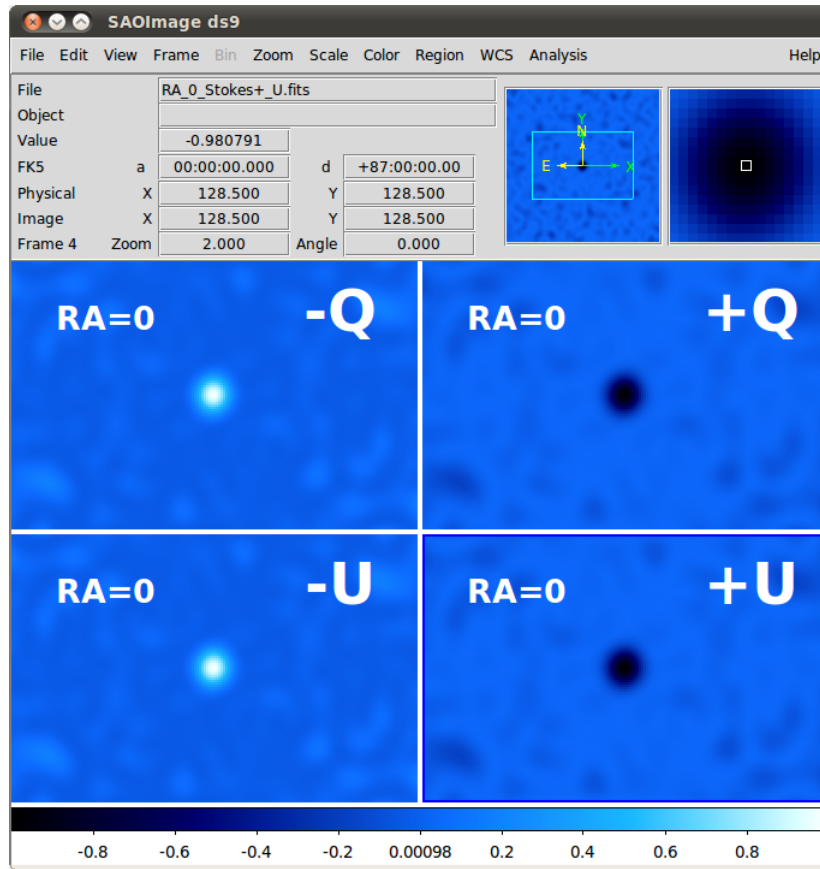 SAOImage ds9
File Edit View Frame Bin Zoom Scale Color Region WCS Analysis Help
File RA_0_Stokes+_U.fits
Object
Value -0.980791
FK5 a 00:00:00.000 d +87:00:00.00
Physical X 128.500 Y 128.500
Image X 128.500 Y 128.500
Frame 4 Zoom 2.000 Angle 0.000
Y
N
E X
RA=0 -Q
RA=0 +Q
RA=0 -U
RA=0 +U
-0.8 -0.6 -0.4 -0.2 0.00098 0.2 0.4 0.6 0.8